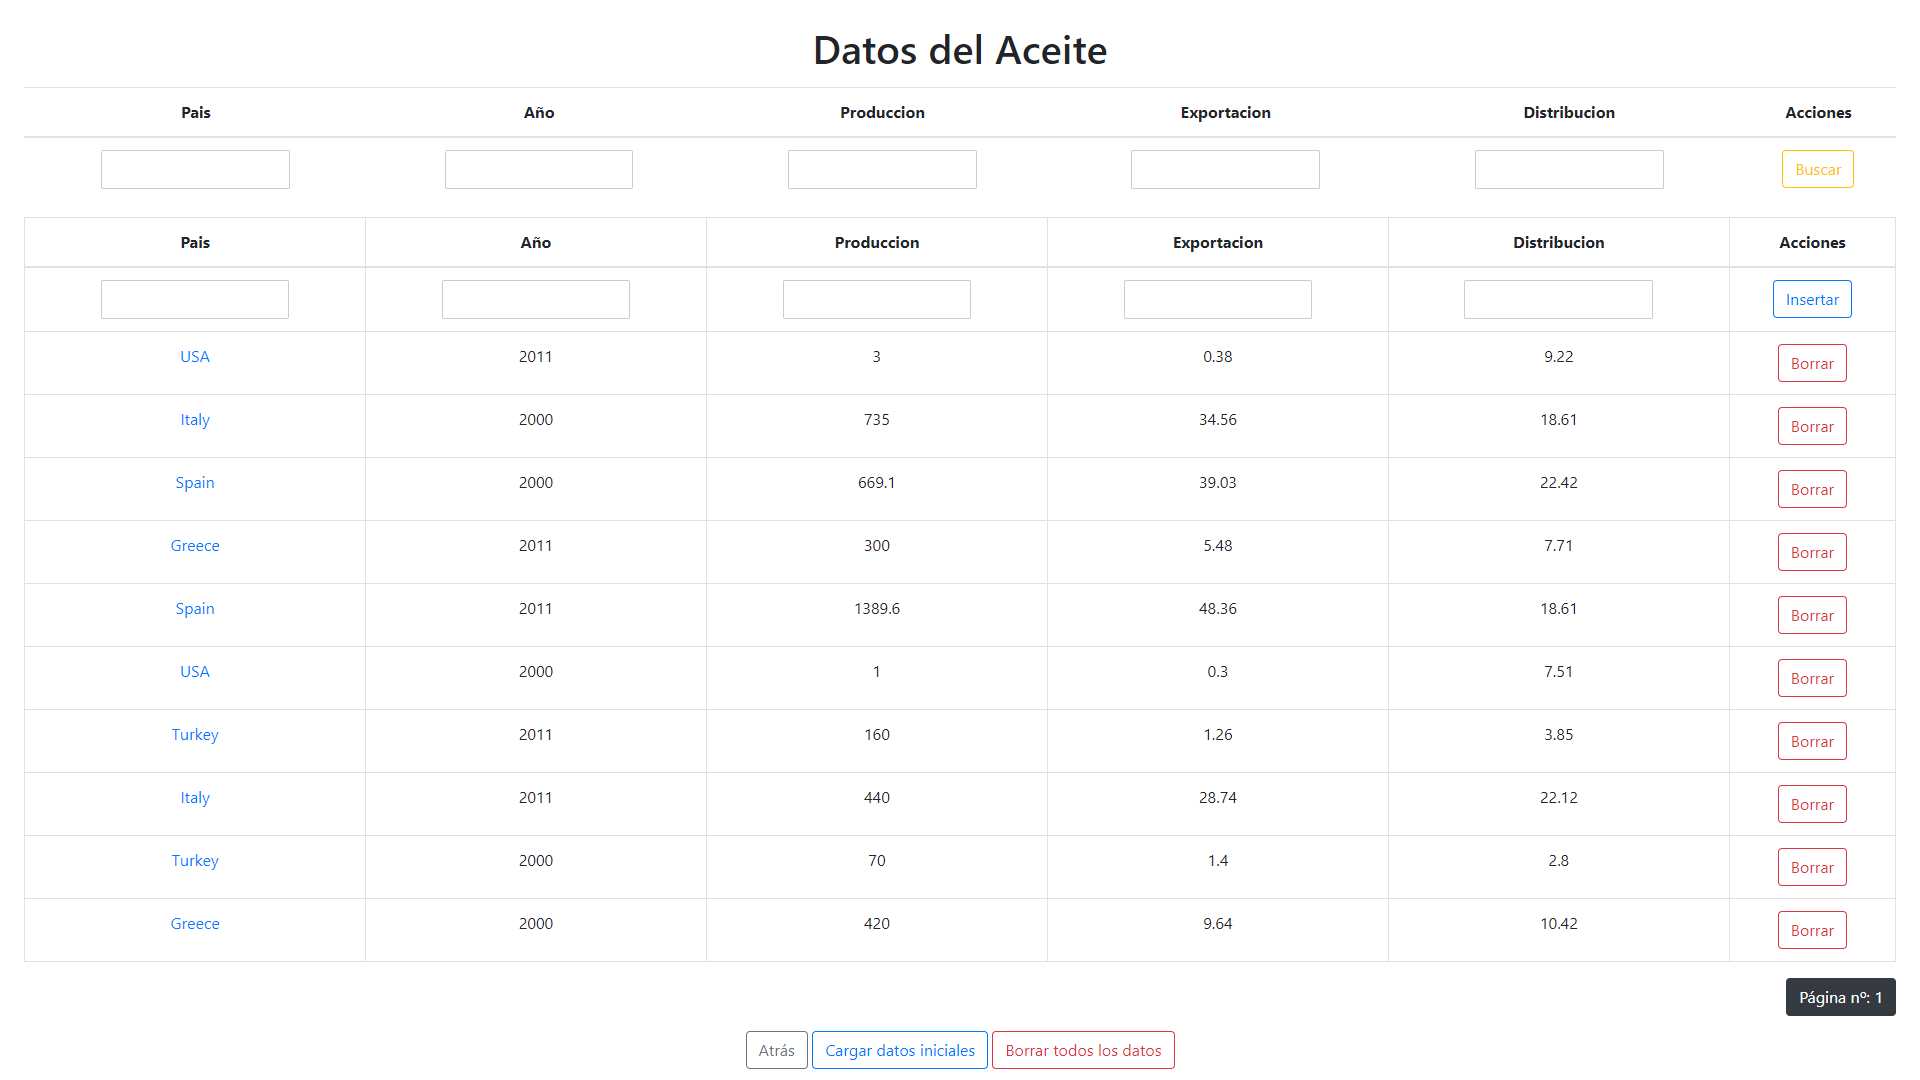 Datos del Aceite
Pais Año Produccion Exportacion Distribucion Acciones
Buscar
Pais Año Produccion Exportacion Distribucion Acciones
Insertar
USA 2011 3 0.38 9.22 Borrar
Italy 2000 735 34.56 18.61 Borrar
Spain 2000 669.1 39.03 22.42 Borrar
Greece 2011 300 5.48 7.71 Borrar
Spain 2011 1389.6 48.36 18.61 Borrar
USA 2000 1 0.3 7.51 Borrar
Turkey 2011 160 1.26 3.85 Borrar
Italy 2011 440 28.74 22.12 Borrar
Turkey 2000 70 1.4 2.8 Borrar
Greece 2000 420 9.64 10.42 Borrar
Página nº: 1
Atrás Cargar datos iniciales Borrar todos los datos